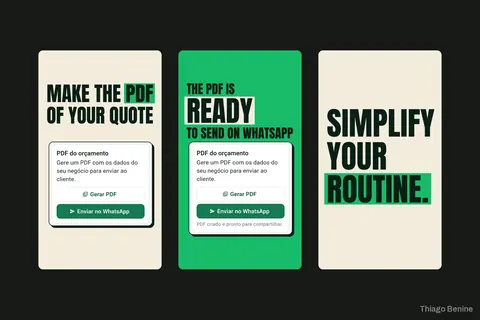 MAKE THE PDF
OF YOUR QUOTE
PDF do orçamento
Gere um PDF com os dados do
seu negócio para enviar ao
cliente.
Gerar PDF
Enviar no WhatsApp
THE PDF IS
READY
TO SEND ON WHATSAPP
PDF do orçamento
Gere um PDF com os dados do
seu negócio para enviar ao
cliente.
Gerar PDF
Enviar no WhatsApp
PDF criado e pronto para compartilhar.
SIMPLIFY
YOUR
ROUTINE.
Thiago Benine